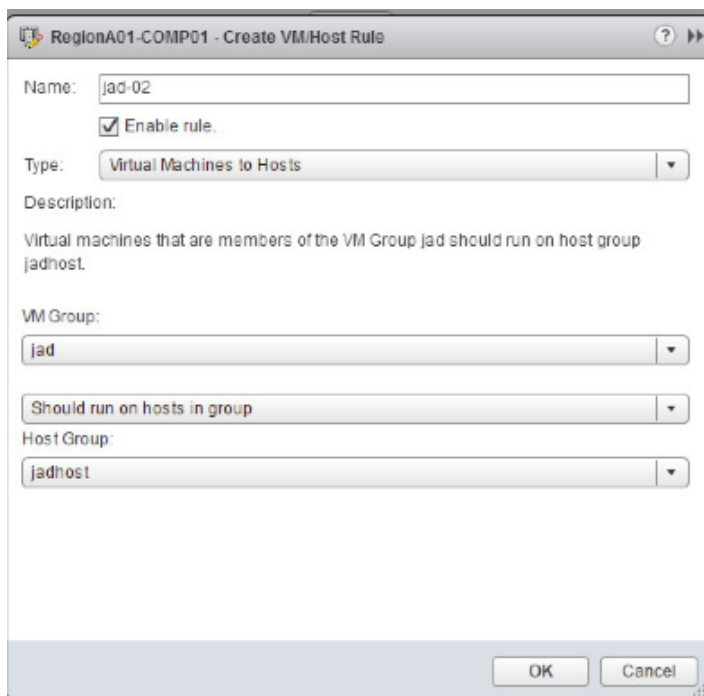 RegionA01-COMP01 - Create VM/Host Rule
Name: jad-02
Enable rule.
Type: Virtual Machines to Hosts
Description:
Virtual machines that are members of the VM Group jad should run on host group
jadhost.
VM Group:
jad
Should run on hosts in group
Host Group:
jadhost
OK Cancel